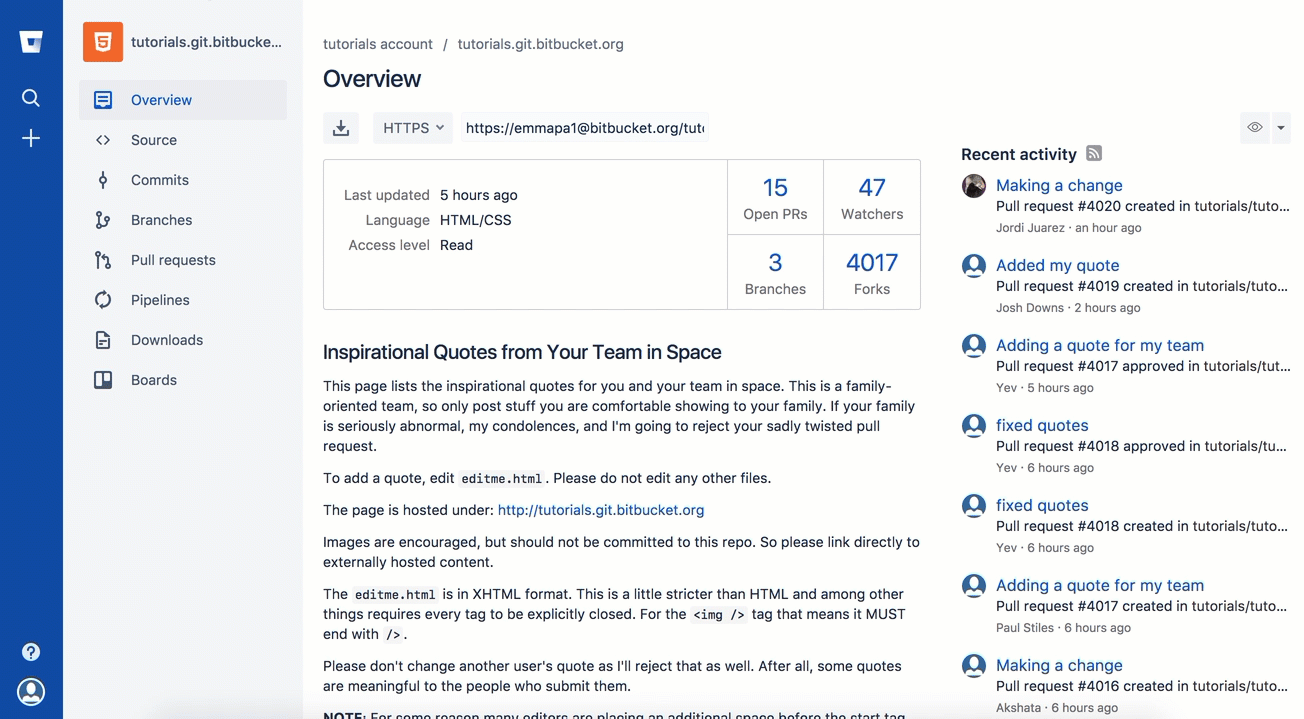 tutorials.git.bitbucke...
Overview
Source
Commits
Branches
Pull requests
Pipelines
Downloads
Boards
tutorials account / tutorials.git.bitbucket.org
Overview
HTTPS
https://emmapa1@bitbucket.org/tut
Last updated 5 hours ago
Language HTML/CSS
Access level Read
15
Open PRs
47
Watchers
3
Branches
4017
Forks
Inspirational Quotes from Your Team in Space
This page lists the inspirational quotes for you and your team in space. This is a family-
oriented team, so only post stuff you are comfortable showing to your family. If your family
is seriously abnormal, my condolences, and I'm going to reject your sadly twisted pull
request.
To add a quote, edit editme.html. Please do not edit any other files.
The page is hosted under: http://tutorials.git.bitbucket.org
Images are encouraged, but should not be committed to this repo. So please link directly to
externally hosted content.
The editme.html is in XHTML format. This is a little stricter than HTML and among other
things requires every tag to be explicitly closed. For the <img /> tag that means it MUST
end with />.
Please don't change another user's quote as I'll reject that as well. After all, some quotes
are meaningful to the people who submit them.
NOTE: For some reason many editors are placing an additional space before the start tag
Recent activity
Making a change
Pull request #4020 created in tutorials/tuto...
Jordi Juarez · an hour ago
Added my quote
Pull request #4019 created in tutorials/tuto...
Josh Downs · 2 hours ago
Adding a quote for my team
Pull request #4017 approved in tutorials/tut...
Yev · 5 hours ago
fixed quotes
Pull request #4018 approved in tutorials/tu...
Yev · 6 hours ago
fixed quotes
Pull request #4018 created in tutorials/tuto...
Yev · 6 hours ago
Adding a quote for my team
Pull request #4017 created in tutorials/tuto...
Paul Stiles · 6 hours ago
Making a change
Pull request #4016 created in tutorials/tuto...
Akshata · 6 hours ago